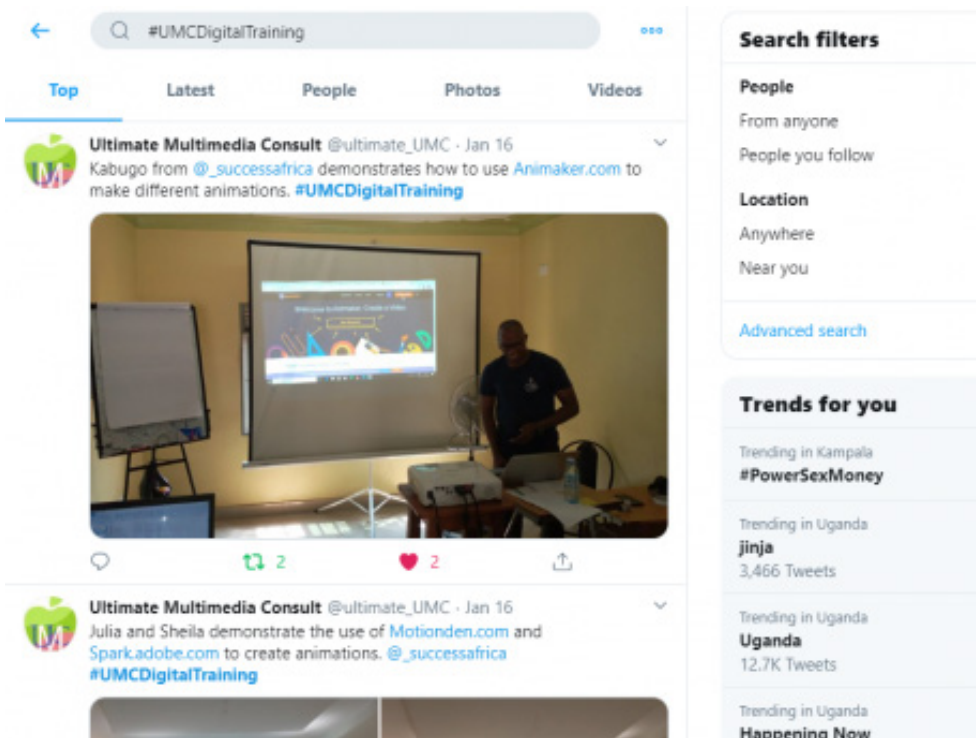 #UMCDigitalTraining
Top
Latest
People
Photos
Videos
Ultimate Multimedia Consult @ultimate_UMC · Jan 16
Kabugo from @_successafrica demonstrates how to use Animaker.com to
make different animations. #UMCDigitalTraining
2
2
Ultimate Multimedia Consult @ultimate_UMC · Jan 16
Julia and Sheila demonstrate the use of Motionden.com and
Spark.adobe.com to create animations. @_successafrica
#UMCDigitalTraining
Search filters
People
From anyone
People you follow
Location
Anywhere
Near you
Advanced search
Trends for you
Trending in Kampala
#PowerSexMoney
Trending in Uganda
jinja
3,466 Tweets
Trending in Uganda
Uganda
12.7K Tweets
Trending in Uganda
Happening Now